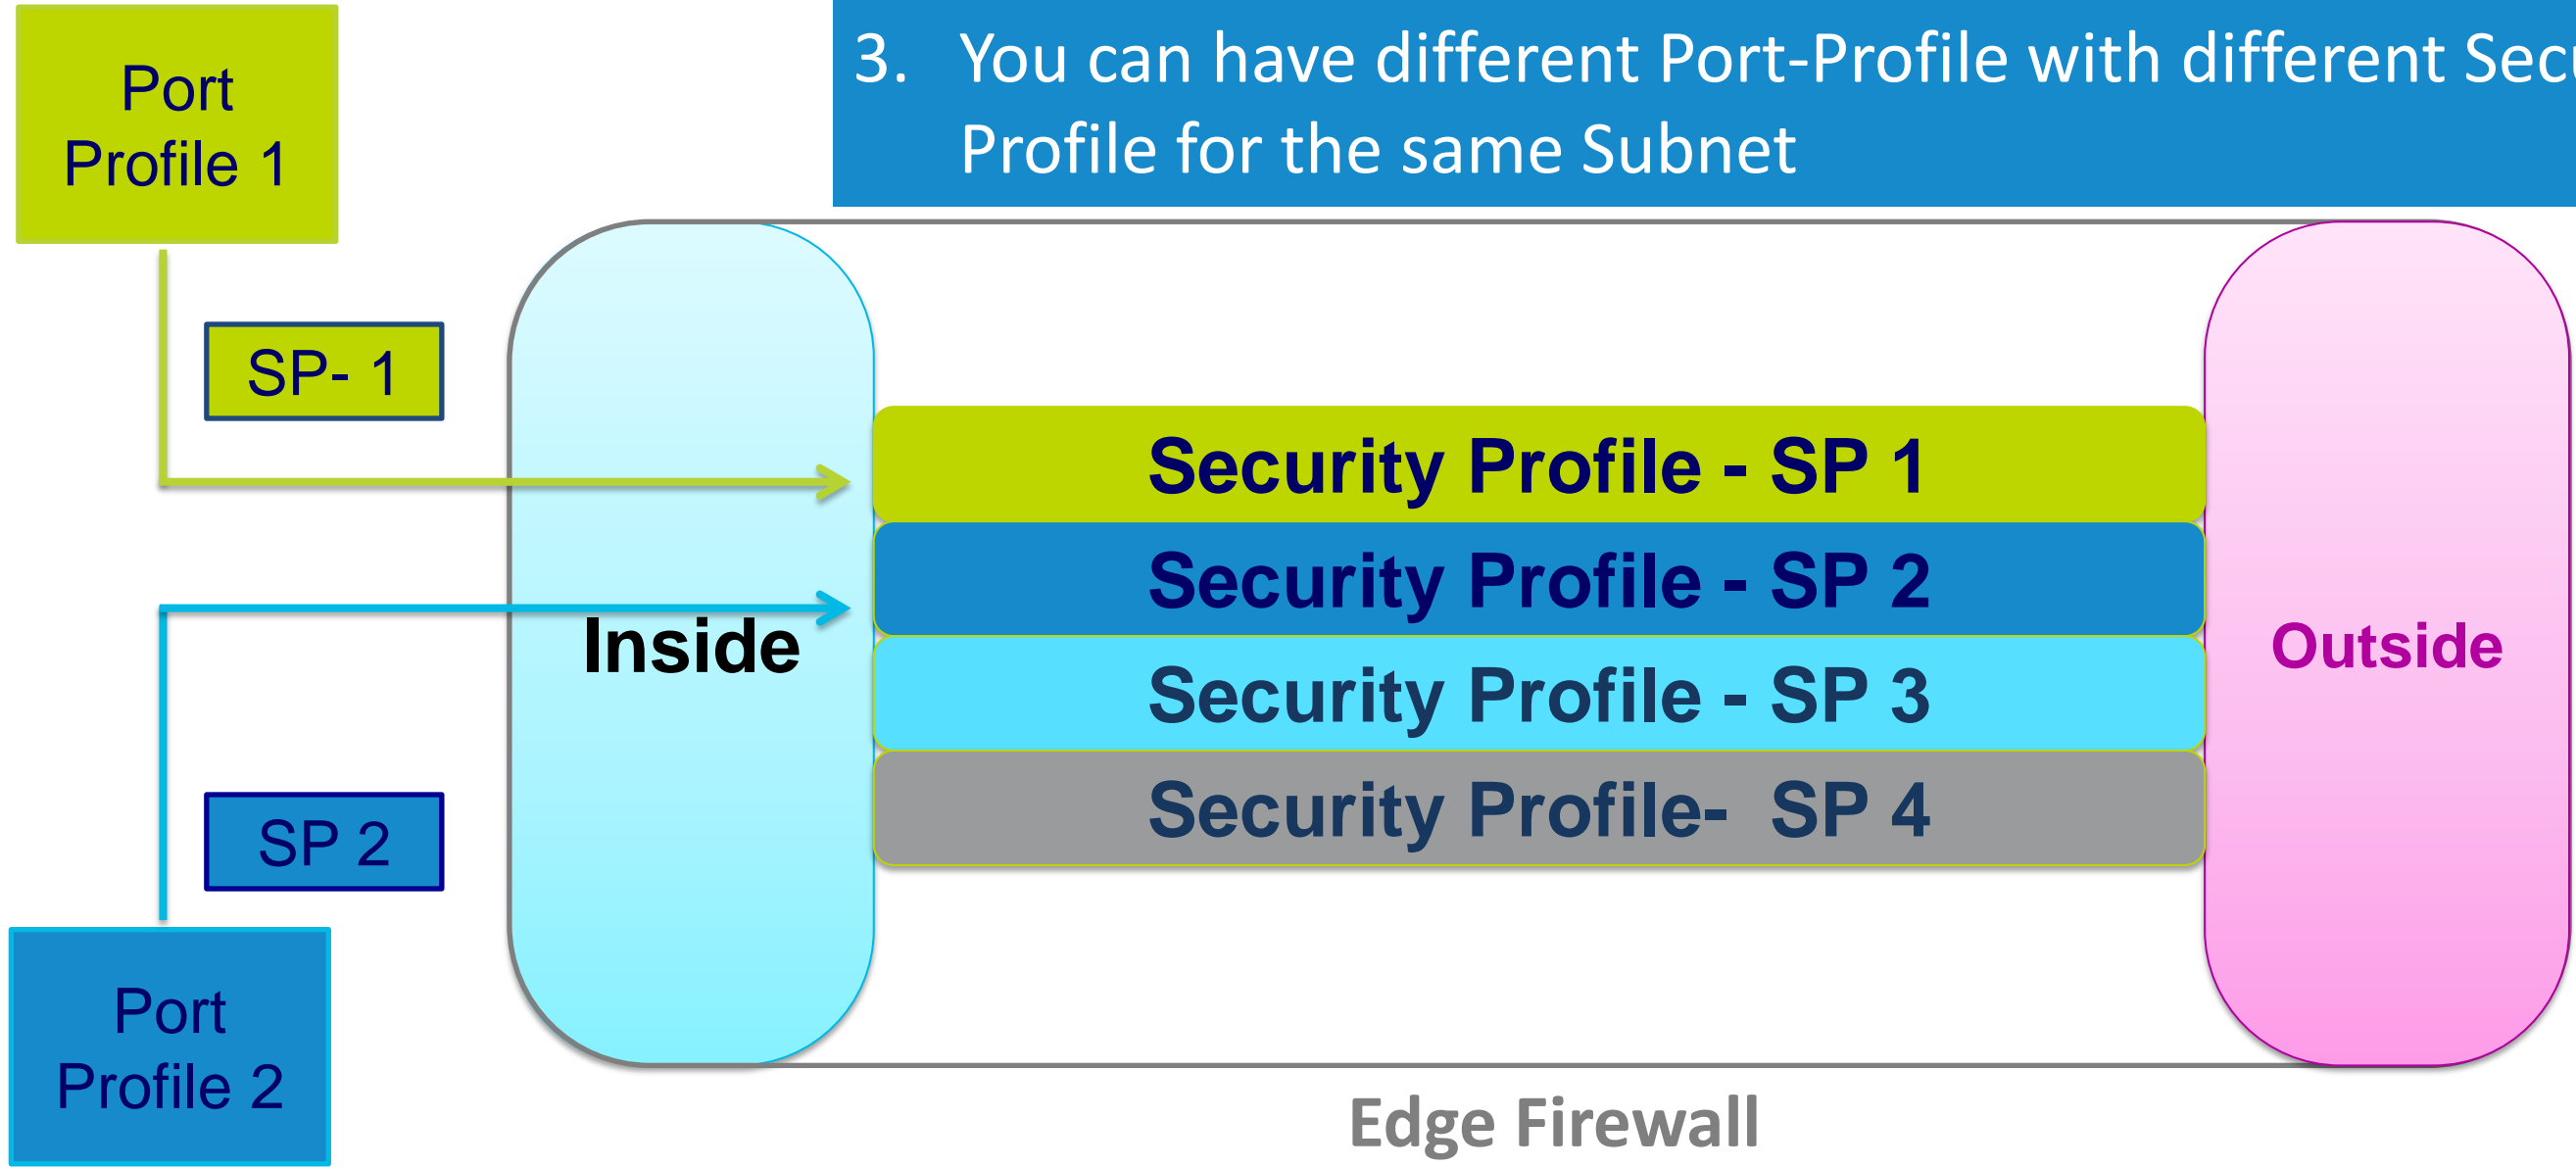 Port
Profile 1
3. You can have different Port-Profile with different Secu
Profile for the same Subnet
SP- 1
Security Profile - SP 1
Security Profile - SP 2
Inside
Outside
Security Profile - SP 3
Security Profile-  SP 4
SP 2
Port
Profile 2
Edge Firewall